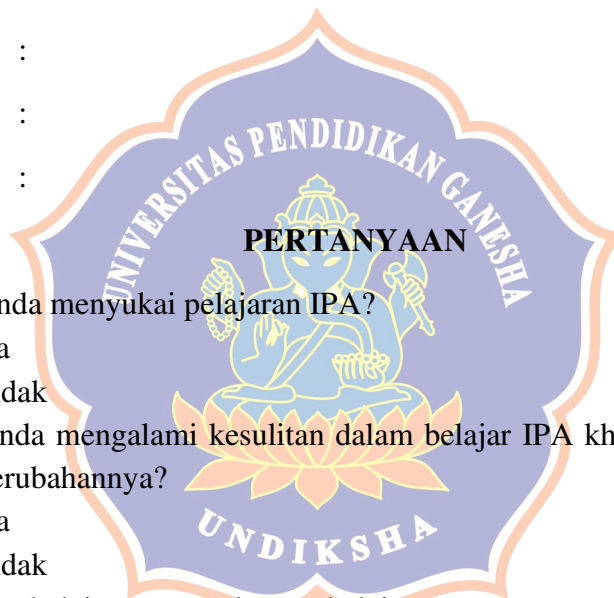 :
:
:
UNIVERSITAS PENDIDIKAN GANESHA
PERTANYAAN
nda menyukai pelajaran IPA?
a
dak
nda mengalami kesulitan dalam belajar IPA kh
erubahannya?
a
UNDIKSHA
dak